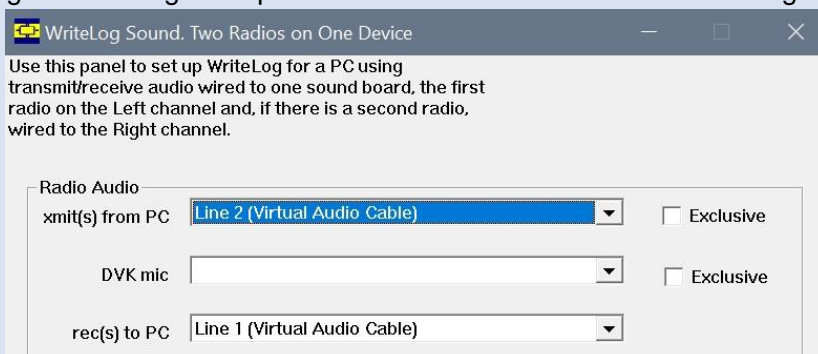 WriteLog Sound. Two Radios on One Device
Use this panel to set up WriteLog for a PC using
transmit/receive audio wired to one sound board, the first
radio on the Left channel and, if there is a second radio,
wired to the Right channel.
Radio Audio
xmit(s) from PC Line 2 (Virtual Audio Cable) Exclusive
DVK mic Exclusive
rec(s) to PC Line 1 (Virtual Audio Cable)